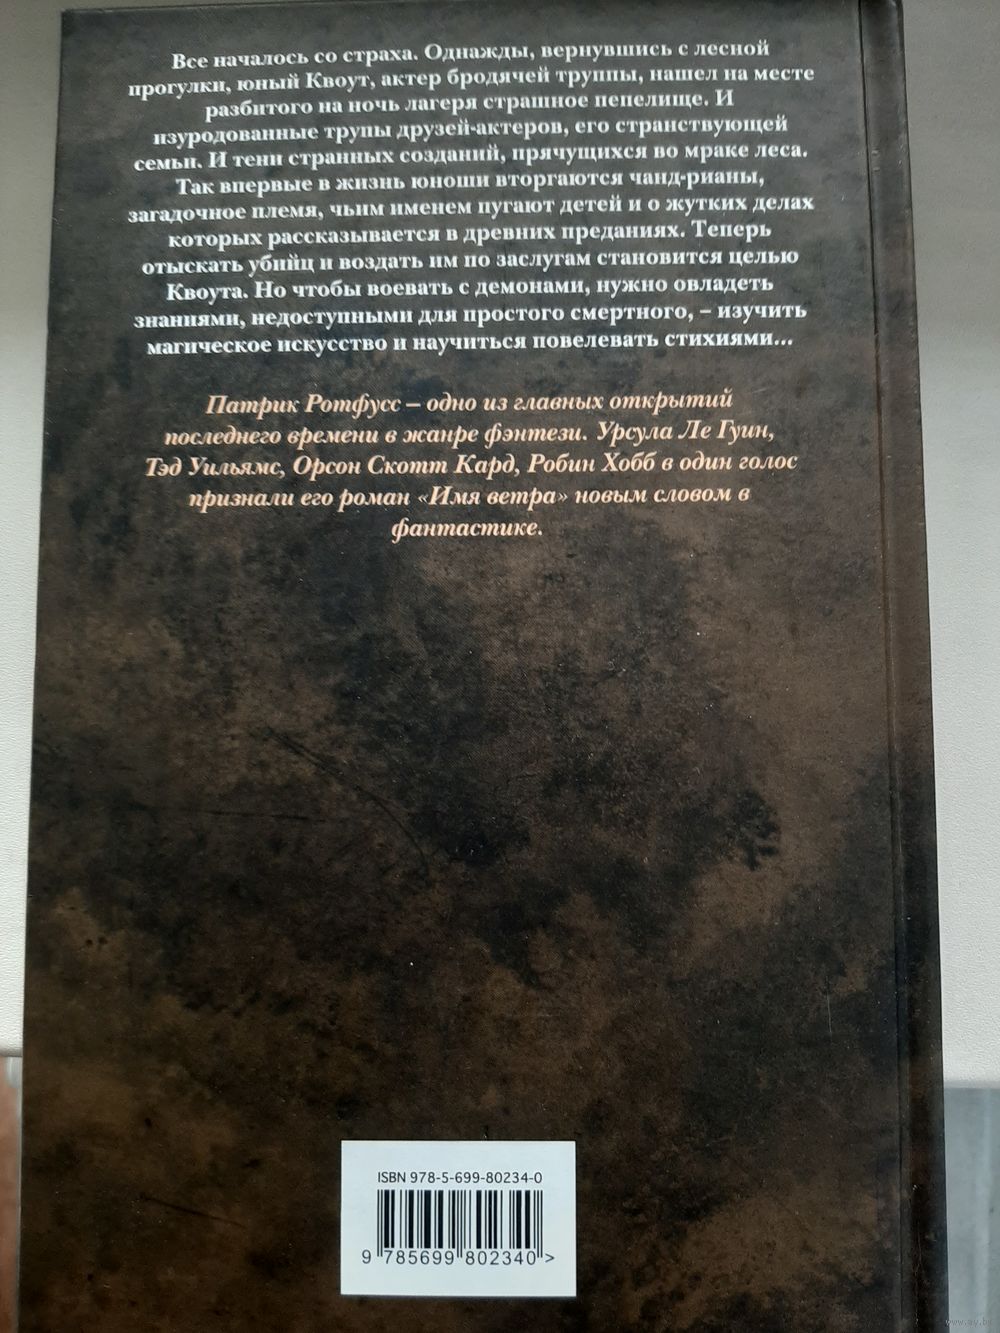 Все началось со страха. Однажды, вернувшись с лесной
прогулки, юный Квоут, актер бродячей труппы, нашел на месте
разбитого на ночь лагеря страшное пепелище. И
изуродованные трупы друзей-актеров, его странствующей
семьи. И тени странных созданий, прячущихся во мраке леса.
Так впервые в жизнь юноши вторгаются чанд-рианы,
загадочное племя, чьим именем пугают детей и о жутких делах
которых рассказывается в древних преданиях. Теперь
отыскать убийц и воздать им по заслугам становится целью
Квоута. Но чтобы воевать с демонами, нужно овладеть
знаниями, недоступными для простого смертного, – изучить
магическое искусство и научиться повелевать стихиями...
Патрик Ротфусс – одно из главных открытий
последнего времени в жанре фэнтези. Урсула Ле Гуин,
Тэд Уильямс, Орсон Скотт Кард, Робин Хобб в один голос
признали его роман «Имя ветра» новым словом в
фантастике.
ISBN 978-5-699-80234-0
9 785699 802340 >